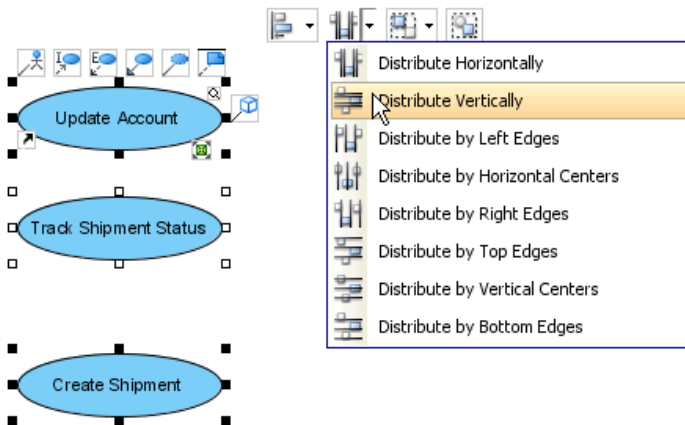 Distribute Horizontally
Update Account
Distribute Vertically
Distribute by Left Edges
Distribute by Horizontal Centers
Track Shipment Status
Distribute by Right Edges
Distribute by Top Edges
Distribute by Vertical Centers
Distribute by Bottom Edges
Create Shipment